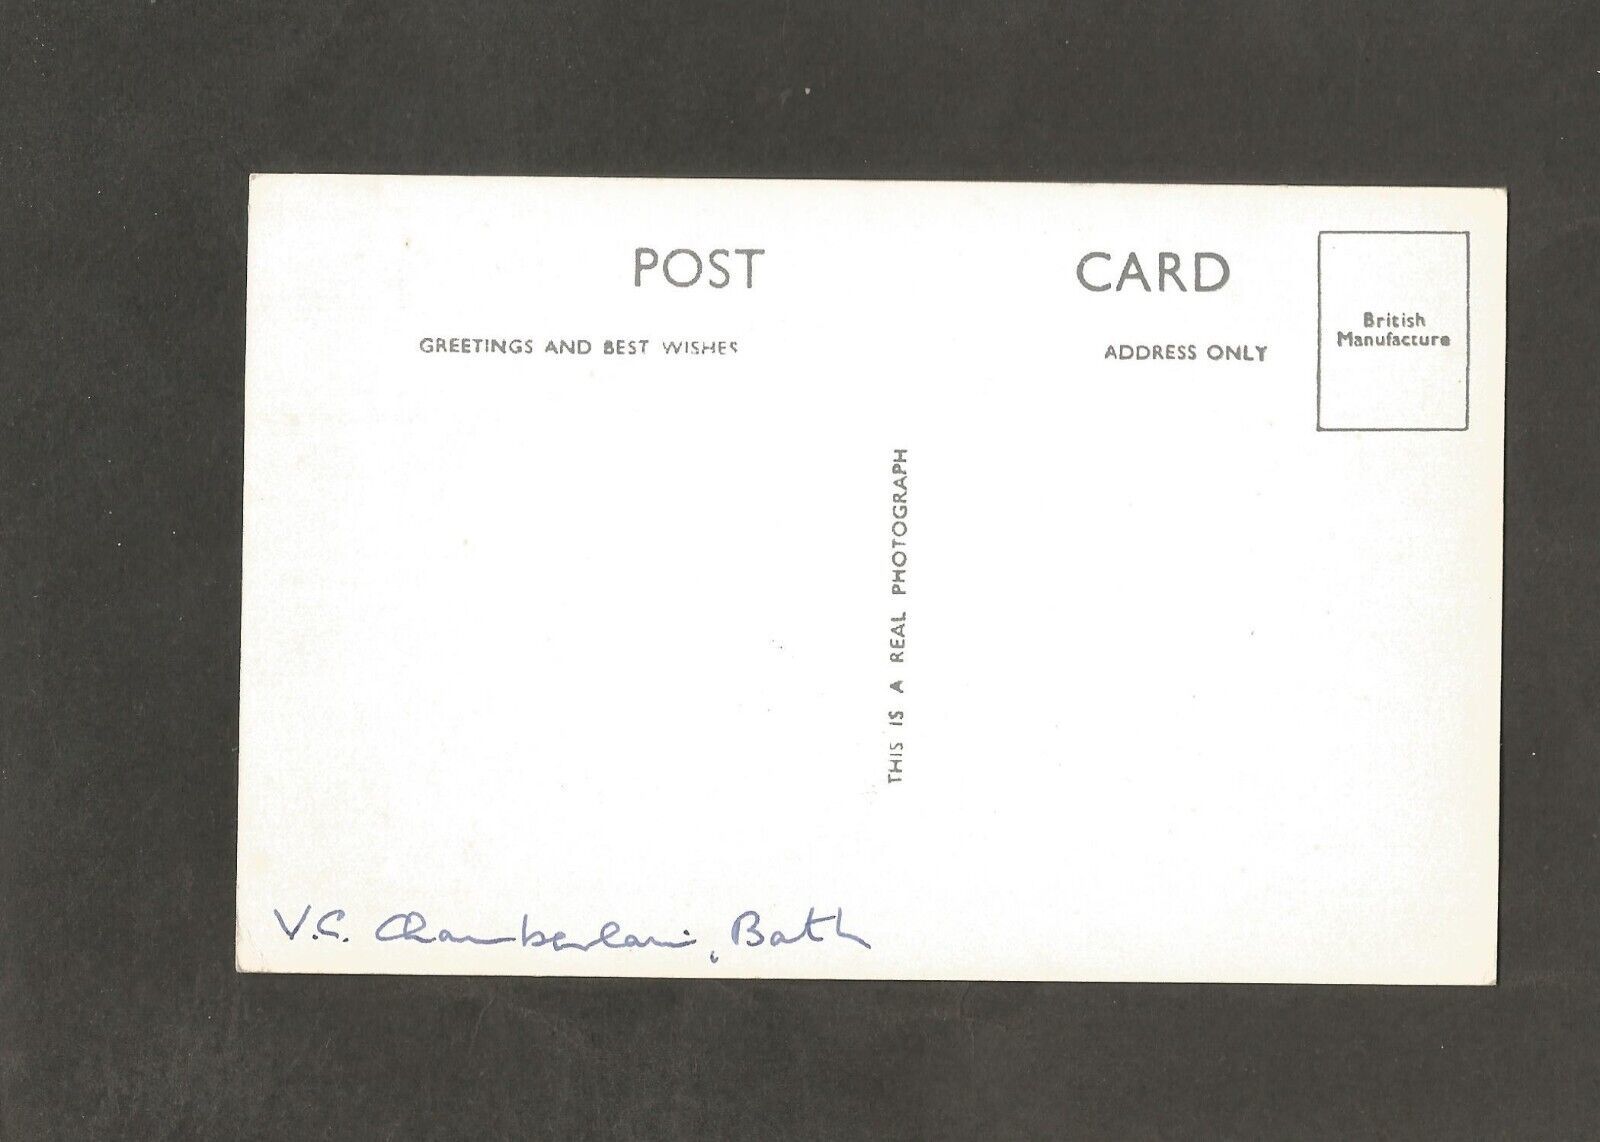 POST CARD
GREETINGS AND BEST WISHES
ADDRESS ONLY
British
Manufacture
THIS IS A REAL PHOTOGRAPH
V.C. Chamberlain, Bath